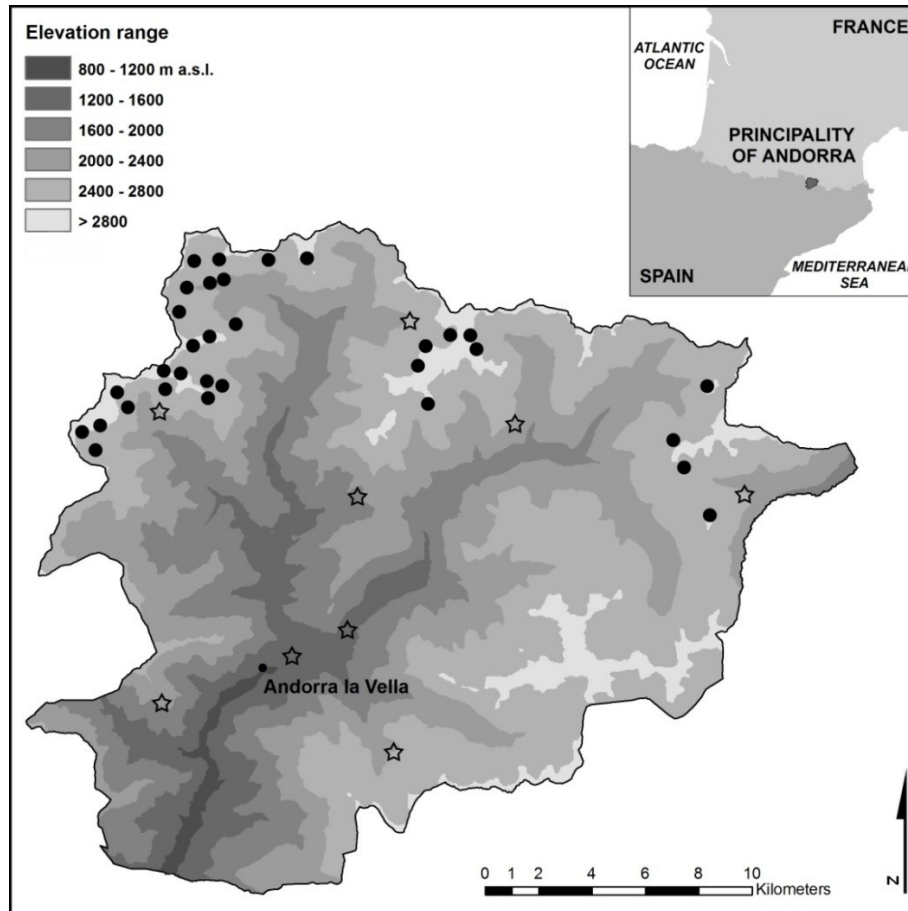 Elevation range
800 - 1200 m a.s.l.
1200 - 1600
1600 - 2000
2000 - 2400
2400 - 2800
> 2800
FRANCE
ATLANTIC
OCEAN
PRINCIPALITY
OF ANDORRA
SPAIN
MEDITERRANEAN
SEA
Andorra la Vella
0 1 2 4 6 8 10
Kilometers
N